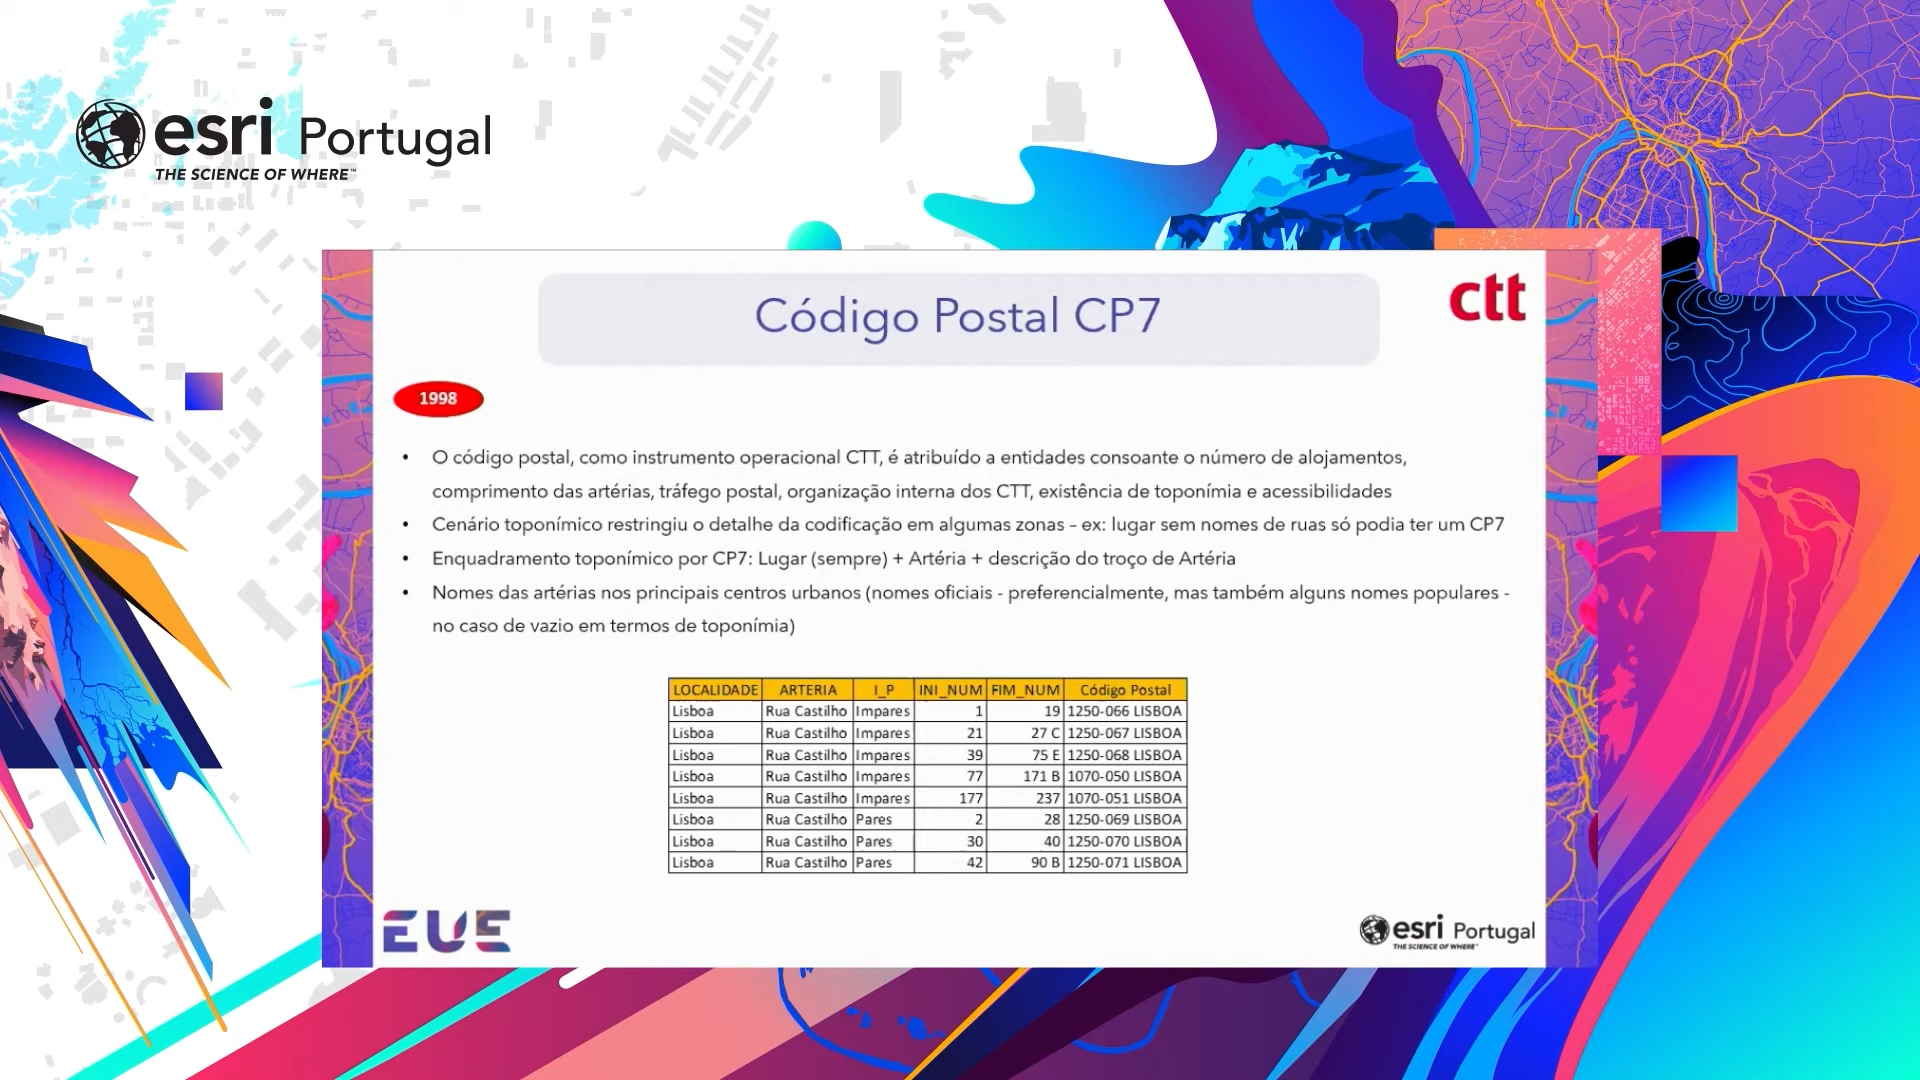 esri Portugal
THE SCIENCE OF WHERE™
Código Postal CP7
ctt
1998
• O código postal, como instrumento operacional CTT, é atribuído a entidades consoante o número de alojamentos,
comprimento das artérias, tráfego postal, organização interna dos CTT, existência de toponímia e acessibilidades
• Cenário toponímico restringiu o detalhe da codificação em algumas zonas – ex: lugar sem nomes de ruas só podia ter um CP7
• Enquadramento toponímico por CP7: Lugar (sempre) + Artéria + descrição do troço de Artéria
• Nomes das artérias nos principais centros urbanos (nomes oficiais - preferencialmente, mas também alguns nomes populares -
no caso de vazio em termos de toponímia)
LOCALIDADE ARTERIA I_P INI_NUM FIM_NUM Código Postal
Lisboa Rua Castilho Impares 1 19 1250-066 LISBOA
Lisboa Rua Castilho Impares 21 27 C 1250-067 LISBOA
Lisboa Rua Castilho Impares 39 75 E 1250-068 LISBOA
Lisboa Rua Castilho Impares 77 171 B 1070-050 LISBOA
Lisboa Rua Castilho Impares 177 237 1070-051 LISBOA
Lisboa Rua Castilho Pares 2 28 1250-069 LISBOA
Lisboa Rua Castilho Pares 30 40 1250-070 LISBOA
Lisboa Rua Castilho Pares 42 90 B 1250-071 LISBOA
EUE
esri Portugal
THE SCIENCE OF WHERE™